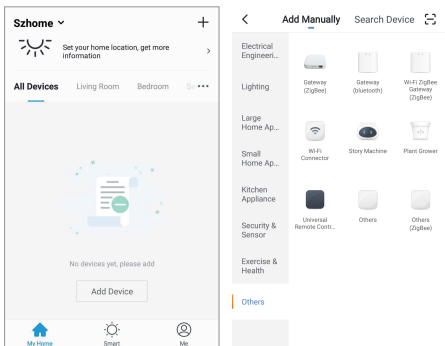 Szhome
Set your home location, get more
information
All Devices Living Room Bedroom
No devices yet, please add
Add Device
My Home Smart Me
Add Manually Search Device
Electrical
Engineeri...
Lighting
Large
Home Ap...
Small
Home Ap...
Kitchen
Appliance
Security &
Sensor
Exercise &
Health
Others
Gateway
(ZigBee)
Gateway
(bluetooth)
Wi-Fi ZigBee
Gateway
(ZigBee)
Wi-Fi
Connector
Story Machine
Plant Grower
Universal
Remote Contr...
Others
Others
(ZigBee)